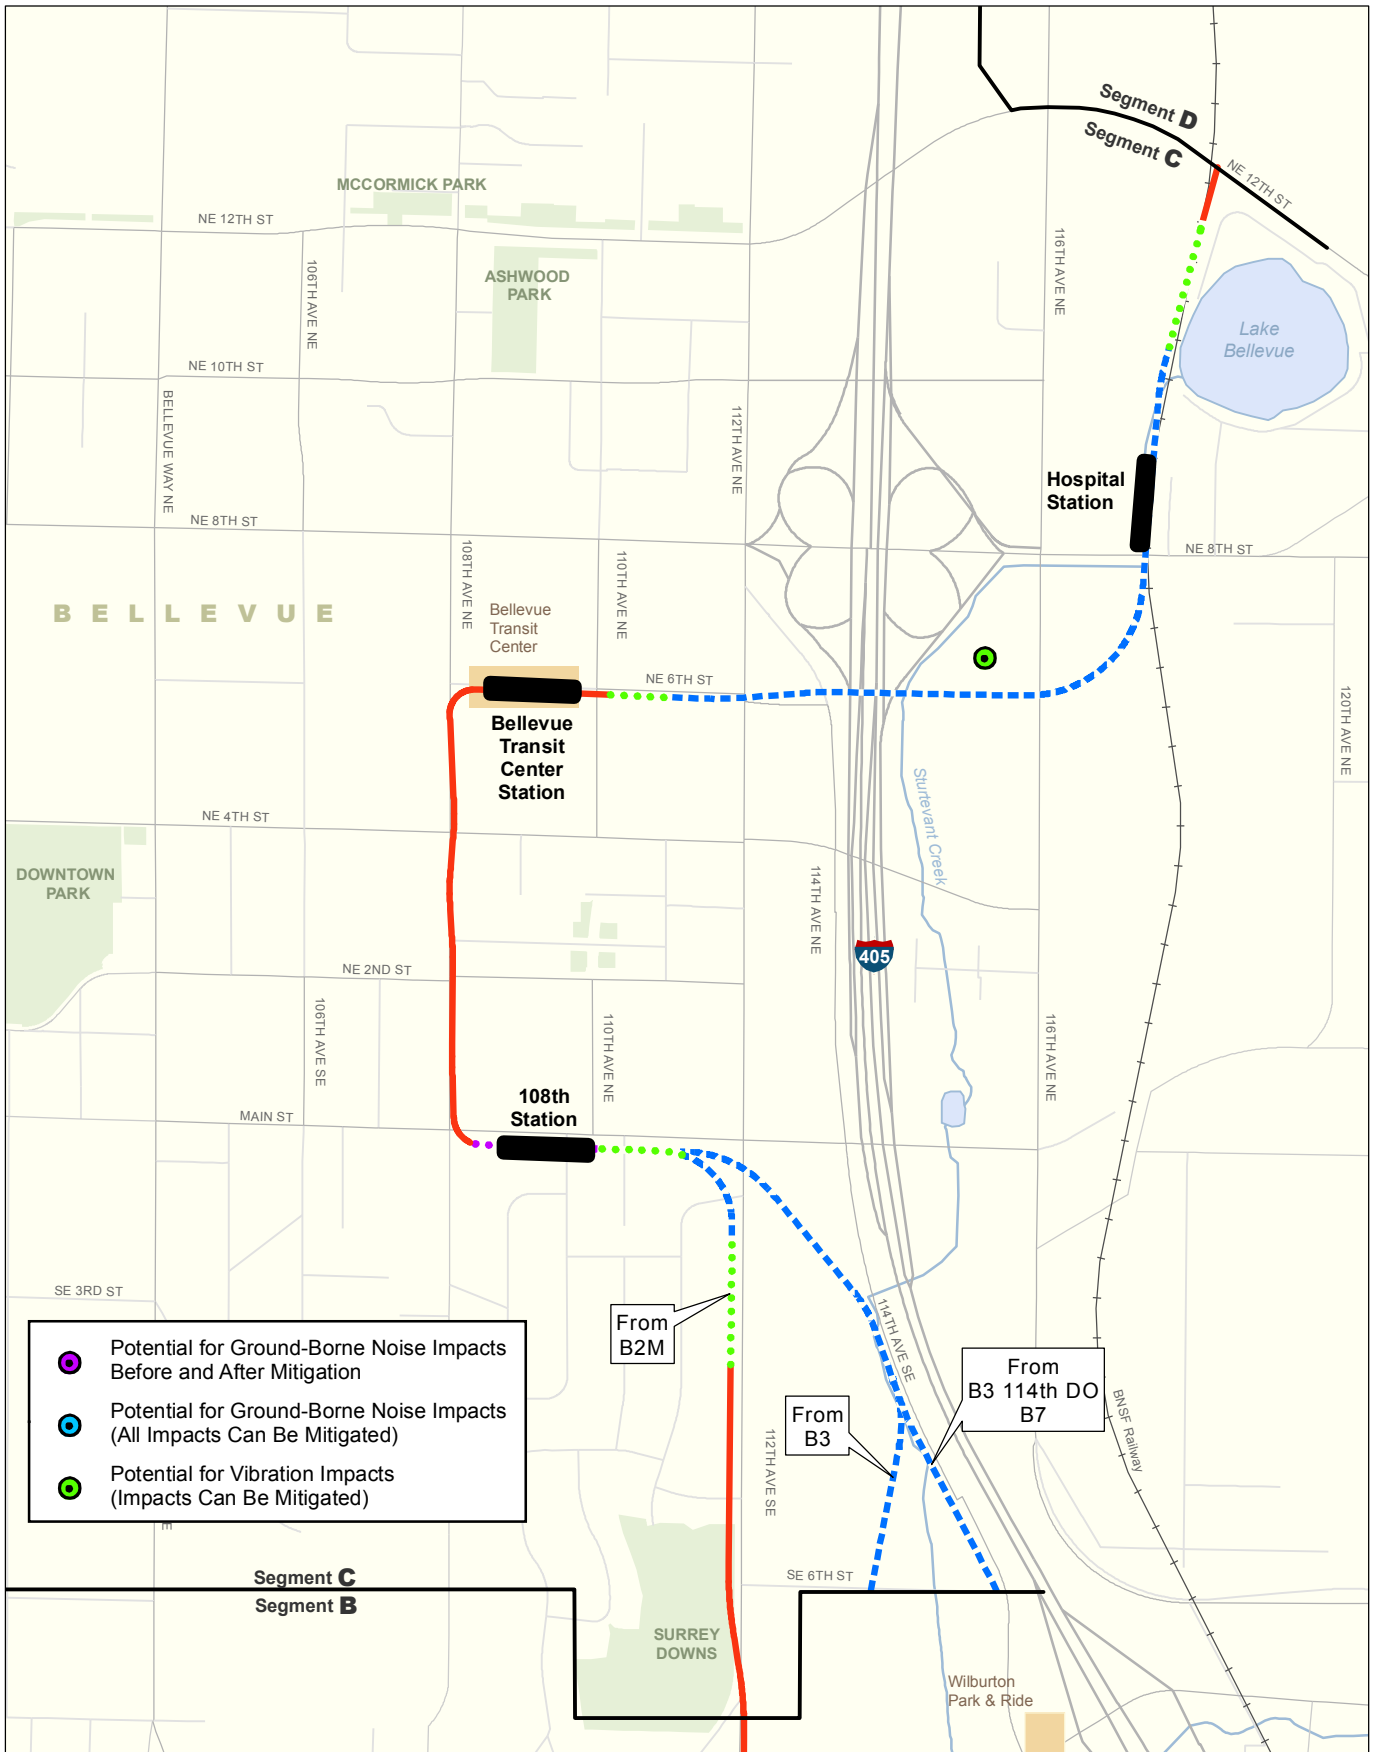 Segment D
Segment C
NE 12TH ST
MCCORMICK PARK
NE 12TH ST
ASHWOOD
PARK
106TH AVE NE
116TH AVE NE
Lake
Bellevue
NE 10TH ST
BELLEVUE WAY NE
112TH AVE NE
Hospital
Station
NE 8TH ST
NE 8TH ST
108TH AVE NE
110TH AVE NE
BELLEVUE
Bellevue
Transit
Center
NE 6TH ST
120TH AVE NE
Bellevue
Transit
Center
Station
Sturtevant Creek
NE 4TH ST
DOWNTOWN
PARK
114TH AVE NE
405
NE 2ND ST
106TH AVE SE
110TH AVE NE
116TH AVE NE
108th
Station
MAIN ST
SE 3RD ST
From
B2M
114TH AVE SE
From
B3 114th DO
B7
From
B3
BNSF Railway
112TH AVE SE
Potential for Ground-Borne Noise Impacts
Before and After Mitigation
Potential for Ground-Borne Noise Impacts
(All Impacts Can Be Mitigated)
Potential for Vibration Impacts
(Impacts Can Be Mitigated)
E
SE 6TH ST
Segment C
Segment B
SURREY
DOWNS
Wilburton
Park & Ride